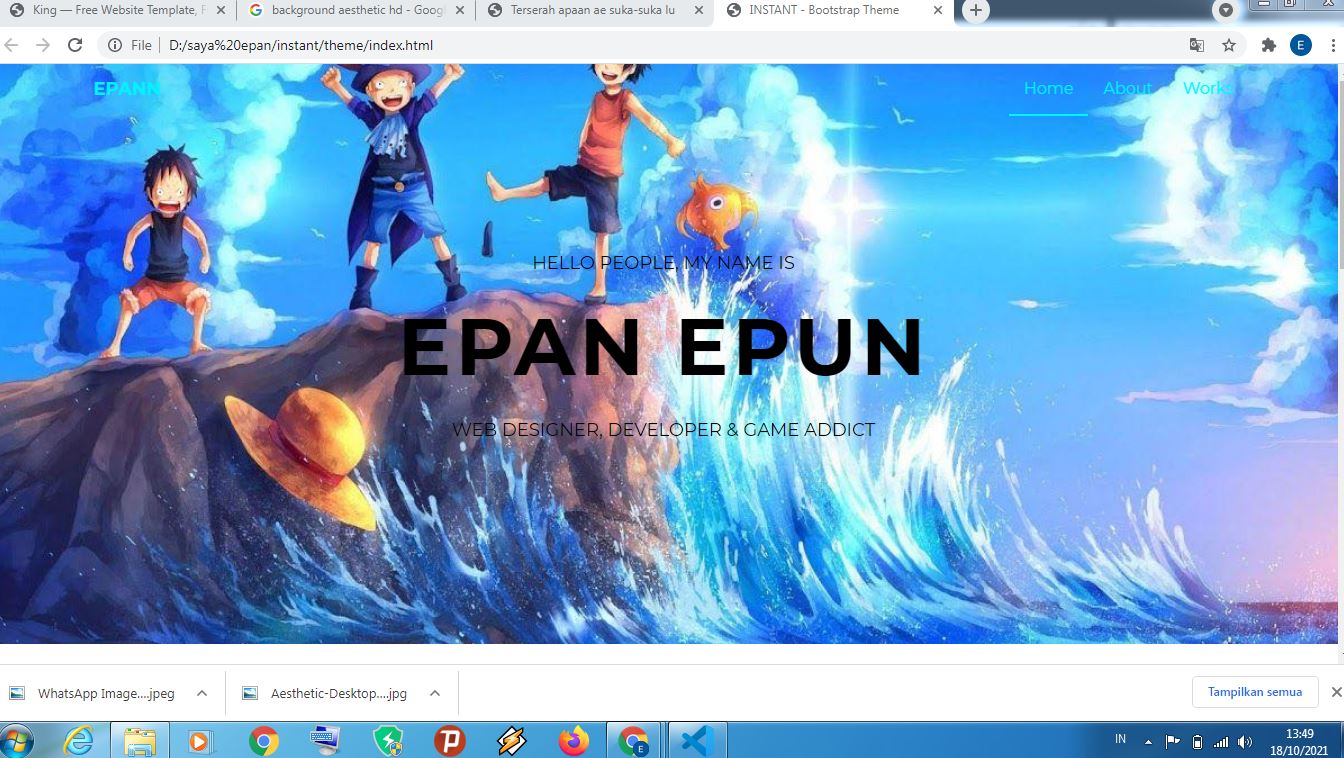 King — Free Website Template, F
background aesthetic hd - Goog
Terserah apaan ae suka-suka lu
INSTANT - Bootstrap Theme
File
D:/saya%20epan/instant/theme/index.html
E
EPANN
Home
About
Works
HELLO PEOPLE, MY NAME IS
EPAN EPUN
WEB DESIGNER, DEVELOPER & GAME ADDICT
WhatsApp Image....jpeg
Aesthetic-Desktop....jpg
Tampilkan semua
E
IN
13:49
18/10/2021